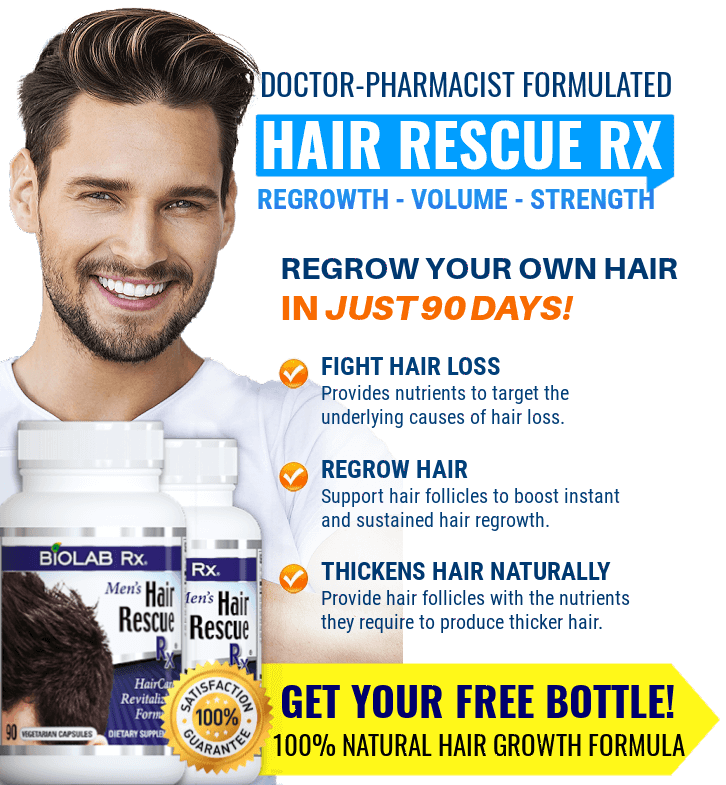 DOCTOR-PHARMACIST FORMULATED
HAIR RESCUE RX
REGROWTH - VOLUME - STRENGTH
REGROW YOUR OWN HAIR
IN JUST 90 DAYS!
FIGHT HAIR LOSS
Provides nutrients to target the
underlying causes of hair loss.
REGROW HAIR
Support hair follicles to boost instant
and sustained hair regrowth.
THICKENS HAIR NATURALLY
Provide hair follicles with the nutrients
they require to produce thicker hair.
BIOLAB Rx®
Men's Hair
Rescue
Rx®
HairCar
Revitaliz
Form
90 VEGETARIAN CAPSULES
DIETARY SUPPLEM
Rx®
Men's Hair
Rescue
Rx®
SATISFACTION
100%
GUARANTEE
GET YOUR FREE BOTTLE!
100% NATURAL HAIR GROWTH FORMULA